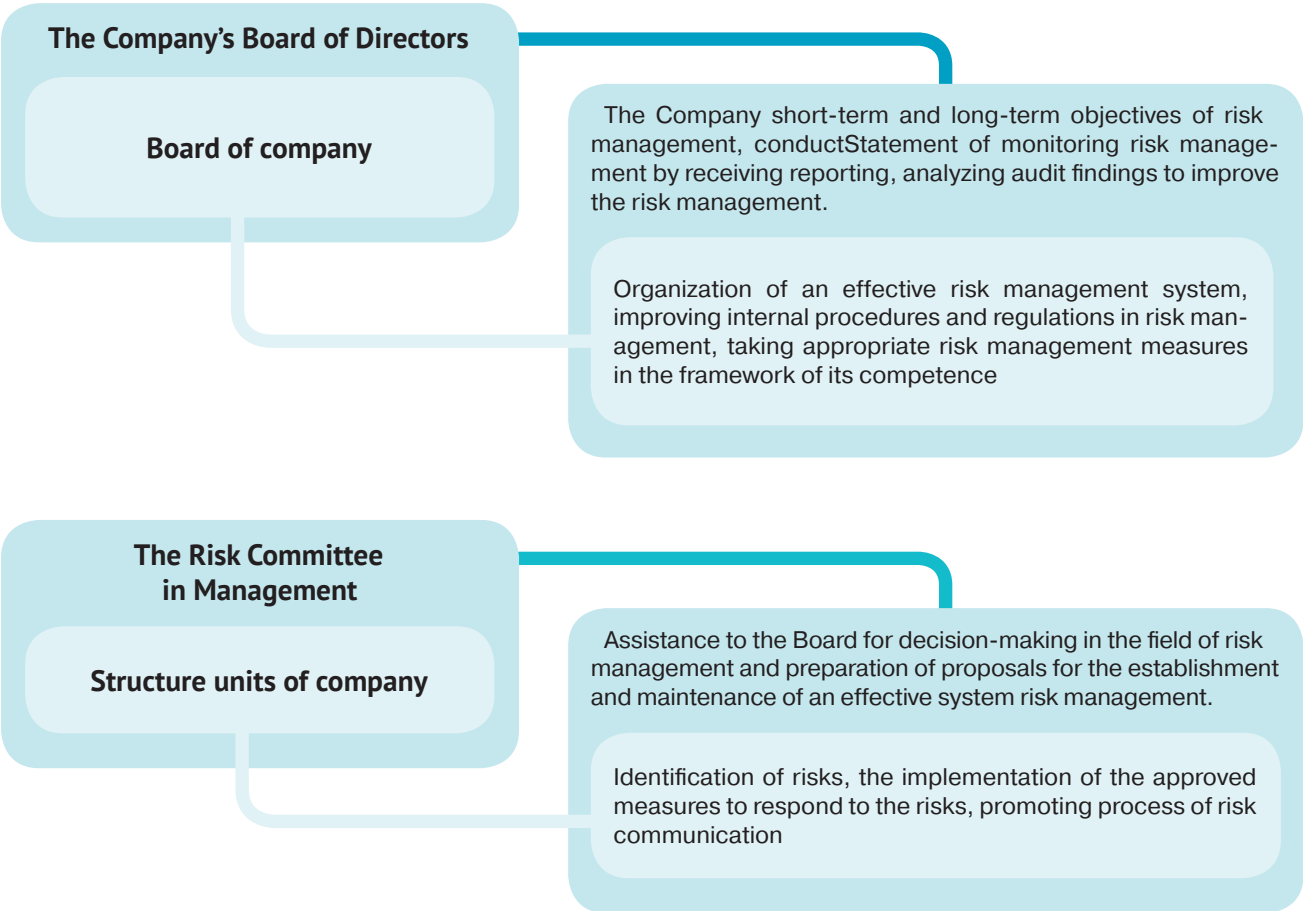 The Company’s Board of Directors
Board of company
The Company short-term and long-term objectives of risk
management, conductStatement of monitoring risk manage-
ment by receiving reporting, analyzing audit findings to improve
the risk management.
Organization of an effective risk management system,
improving internal procedures and regulations in risk man-
agement, taking appropriate risk management measures
in the framework of its competence
The Risk Committee
in Management
Structure units of company
Assistance to the Board for decision-making in the field of risk
management and preparation of proposals for the establishment
and maintenance of an effective system risk management.
Identification of risks, the implementation of the approved
measures to respond to the risks, promoting process of risk
communication